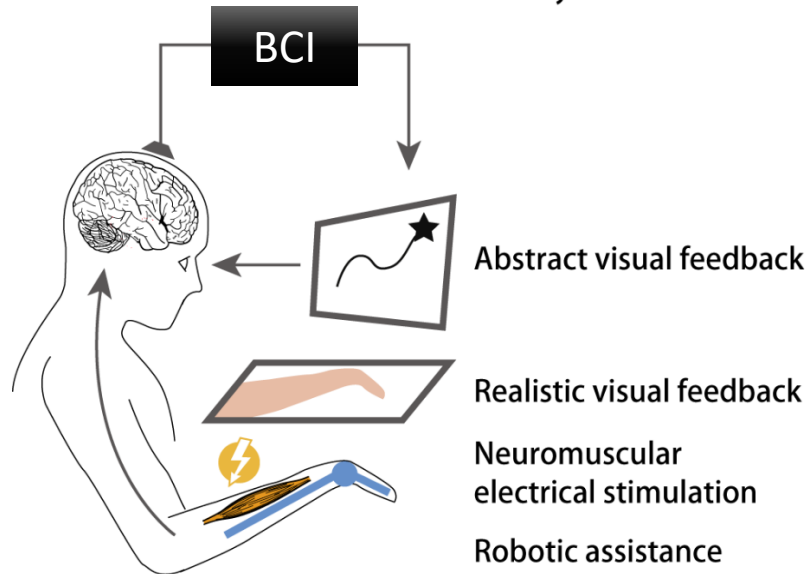 BCI
Abstract visual feedback
Realistic visual feedback
Neuromuscular
electrical stimulation
Robotic assistance